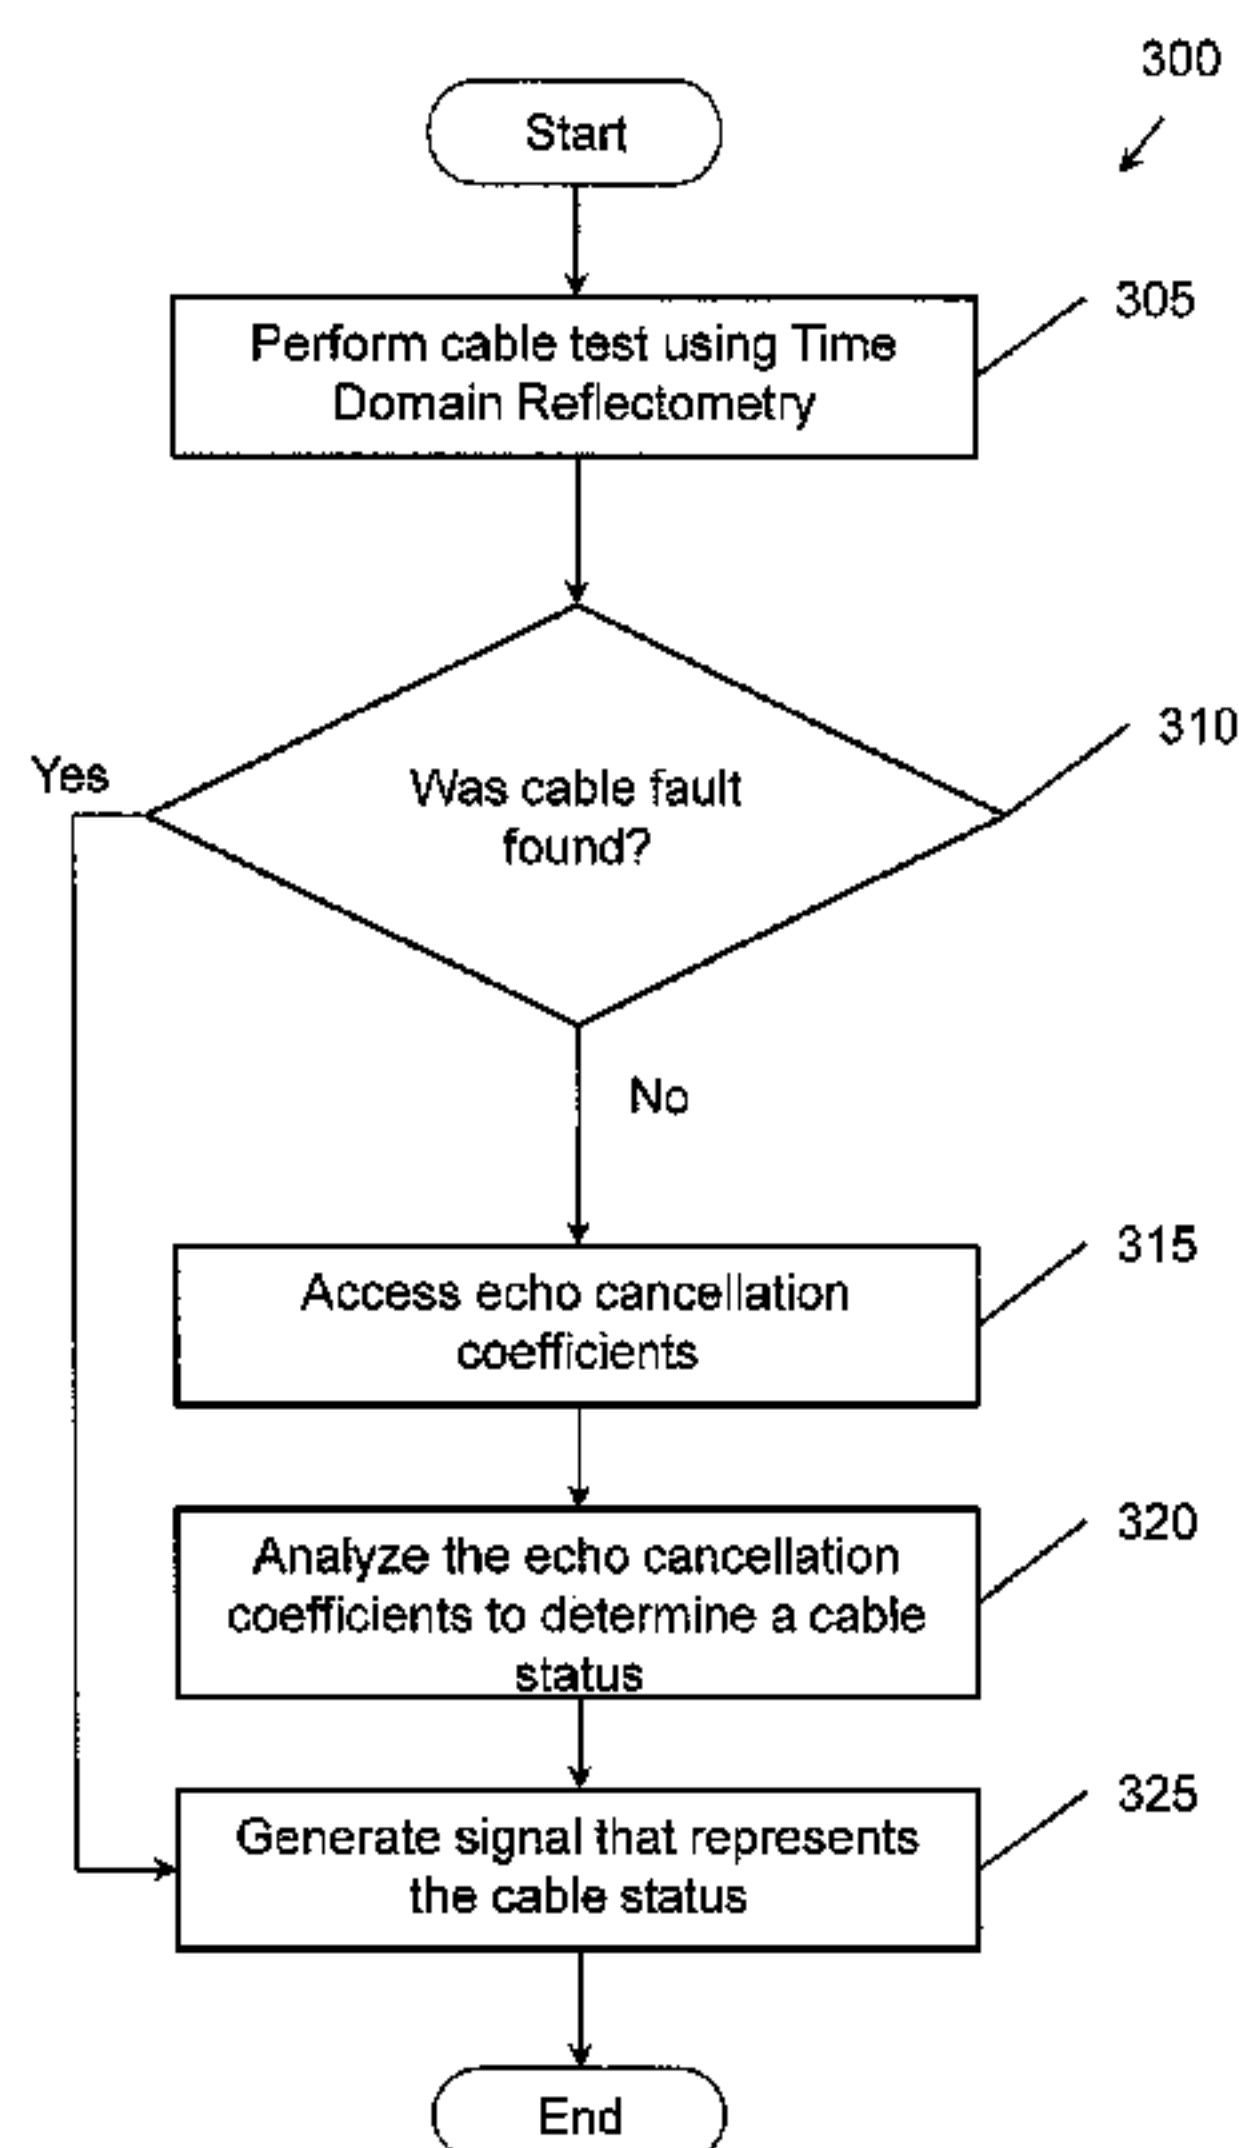 300
Start
305
Perform cable test using Time
Domain Reflectometry
310
Yes
Was cable fault
found?
No
315
Access echo cancellation
coefficients
320
Analyze the echo cancellation
coefficients to determine a cable
status
325
Generate signal that represents
the cable status
End